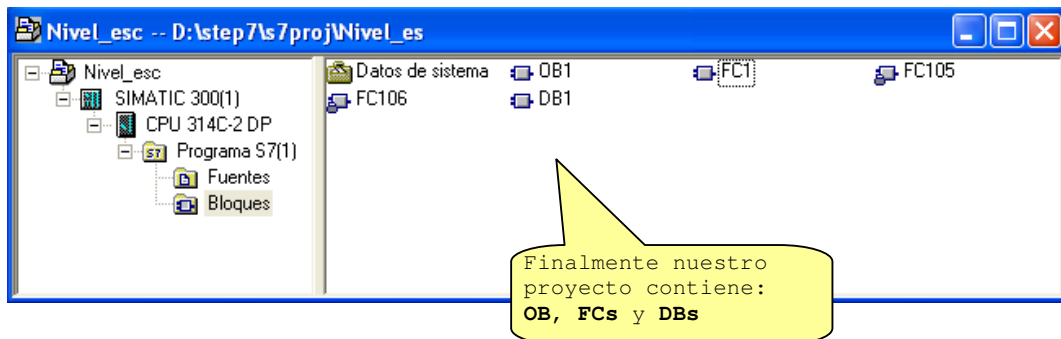 Nivel_esc -- D:\step7\s7proj\Nivel_es
Nivel_esc
SIMATIC 300(1)
CPU 314C-2 DP
Programa S7(1)
Fuentes
Bloques
Datos de sistema OB1 FC1 FC105
FC106 DB1
Finalmente nuestro
proyecto contiene:
OB, FCs y DBs